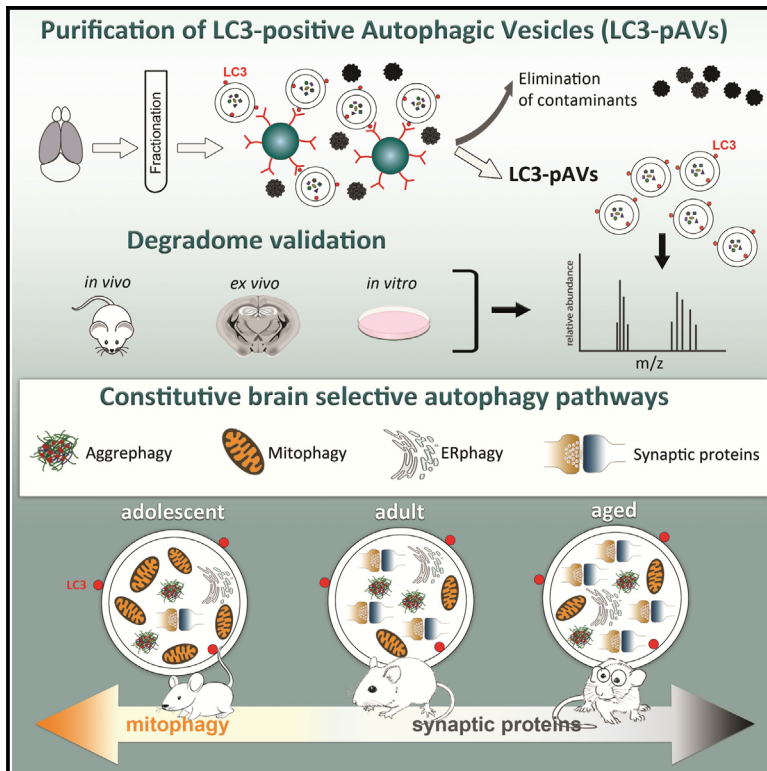 Purification of LC3-positive Autophagic Vesicles (LC3-pAVs)
LC3
Fractionation
Elimination
of contaminants
LC3-pAVs
LC3
Degradome validation
in vivo
ex vivo
in vitro
relative abundance
m/z
Constitutive brain selective autophagy pathways
Aggrephagy
Mitophagy
ERphagy
Synaptic proteins
adolescent
adult
aged
LC3
mitophagy
synaptic proteins